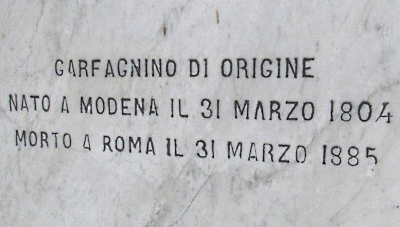 GARFAGNINO DI ORIGINE
NATO A MODENA IL 31 MARZO 1804
MORTO A ROMA IL 31 MARZO 1885